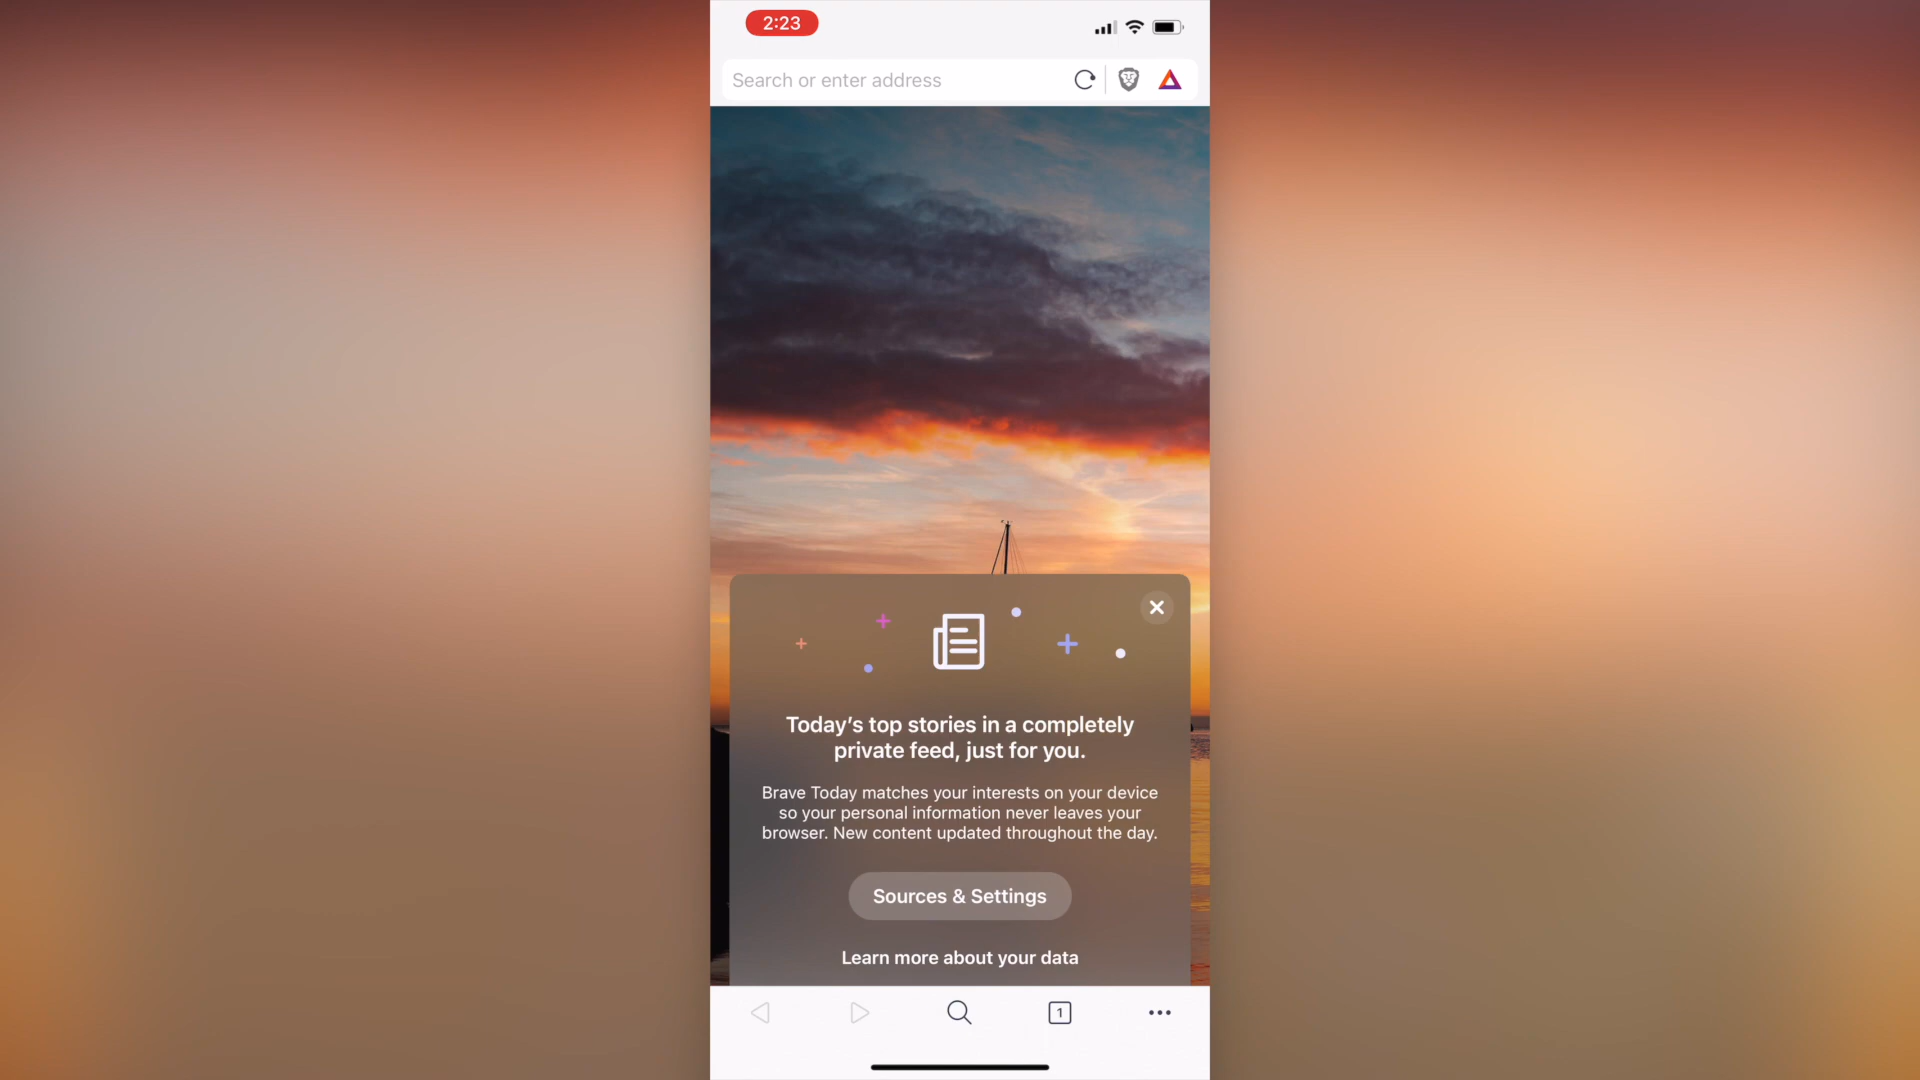 2:23
Search or enter address
Today's top stories in a completely
private feed, just for you.
Brave Today matches your interests on your device
so your personal information never leaves your
browser. New content updated throughout the day.
Sources & Settings
Learn more about your data
1